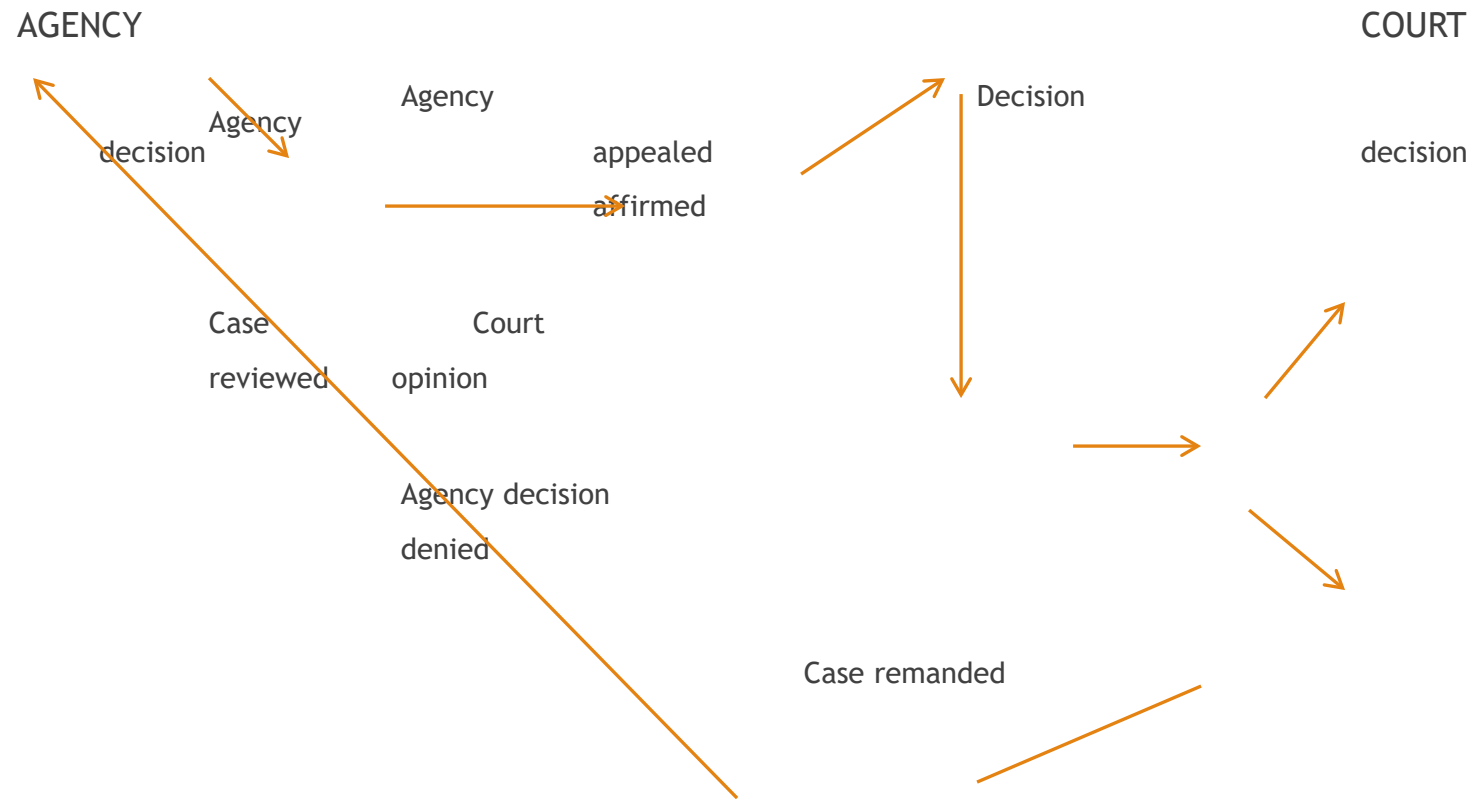 AGENCY COURT
Agency Decision
Agency
decision appealed decision
affirmed
Case Court
reviewed opinion
Agency decision
denied
Case remanded